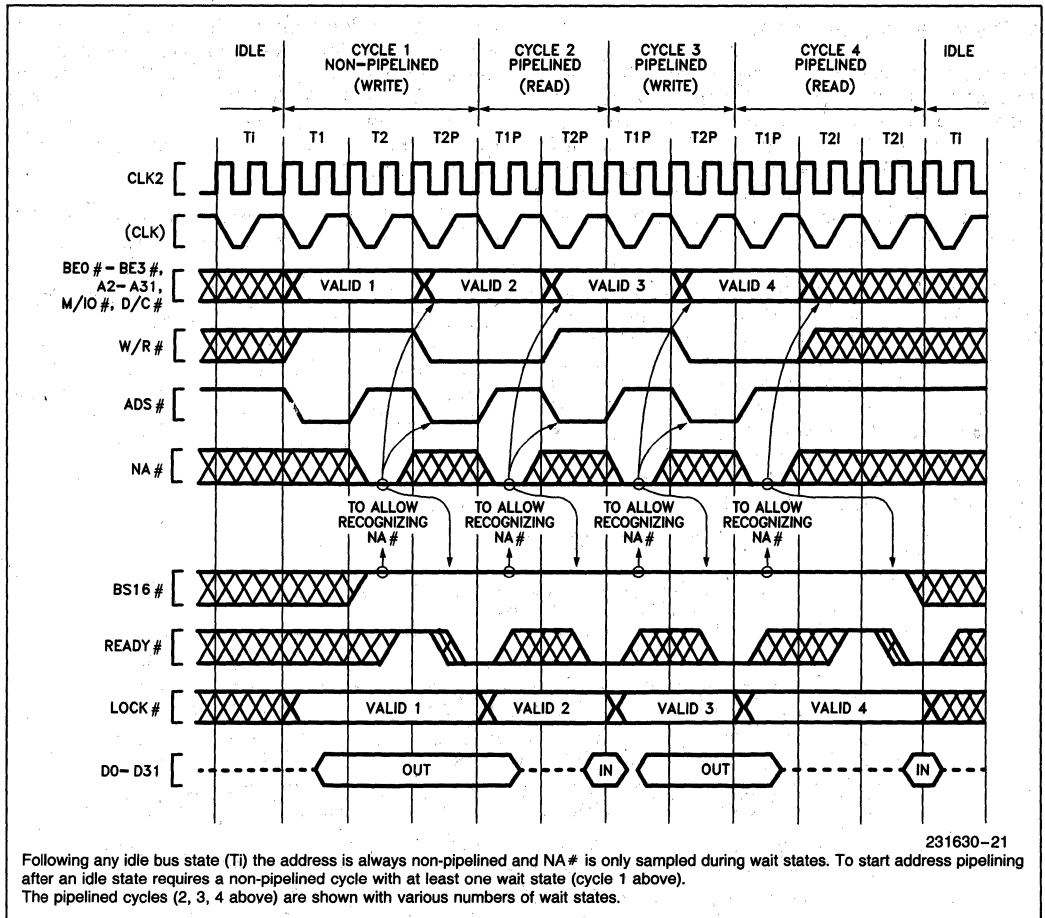 IDLE
CYCLE 1
NON-PIPELINED
(WRITE)
CYCLE 2
PIPELINED
(READ)
CYCLE 3
PIPELINED
(WRITE)
CYCLE 4
PIPELINED
(READ)
IDLE
Ti T1 T2 T2P T1P T2P T1P T2P T1P T2I T2I Ti
CLK2
(CLK)
BE0 # - BE3 #,
A2- A31,
M/IO #, D/C #
VALID 1 VALID 2 VALID 3 VALID 4
W/R #
ADS #
NA #
TO ALLOW
RECOGNIZING
NA #
TO ALLOW
RECOGNIZING
NA #
TO ALLOW
RECOGNIZING
NA #
TO ALLOW
RECOGNIZING
NA #
BS16 #
READY #
LOCK #
VALID 1 VALID 2 VALID 3 VALID 4
D0- D31
OUT IN OUT IN
231630-21
Following any idle bus state (Ti) the address is always non-pipelined and NA# is only sampled during wait states. To start address pipelining
after an idle state requires a non-pipelined cycle with at least one wait state (cycle 1 above).
The pipelined cycles (2, 3, 4 above) are shown with various numbers of wait states.